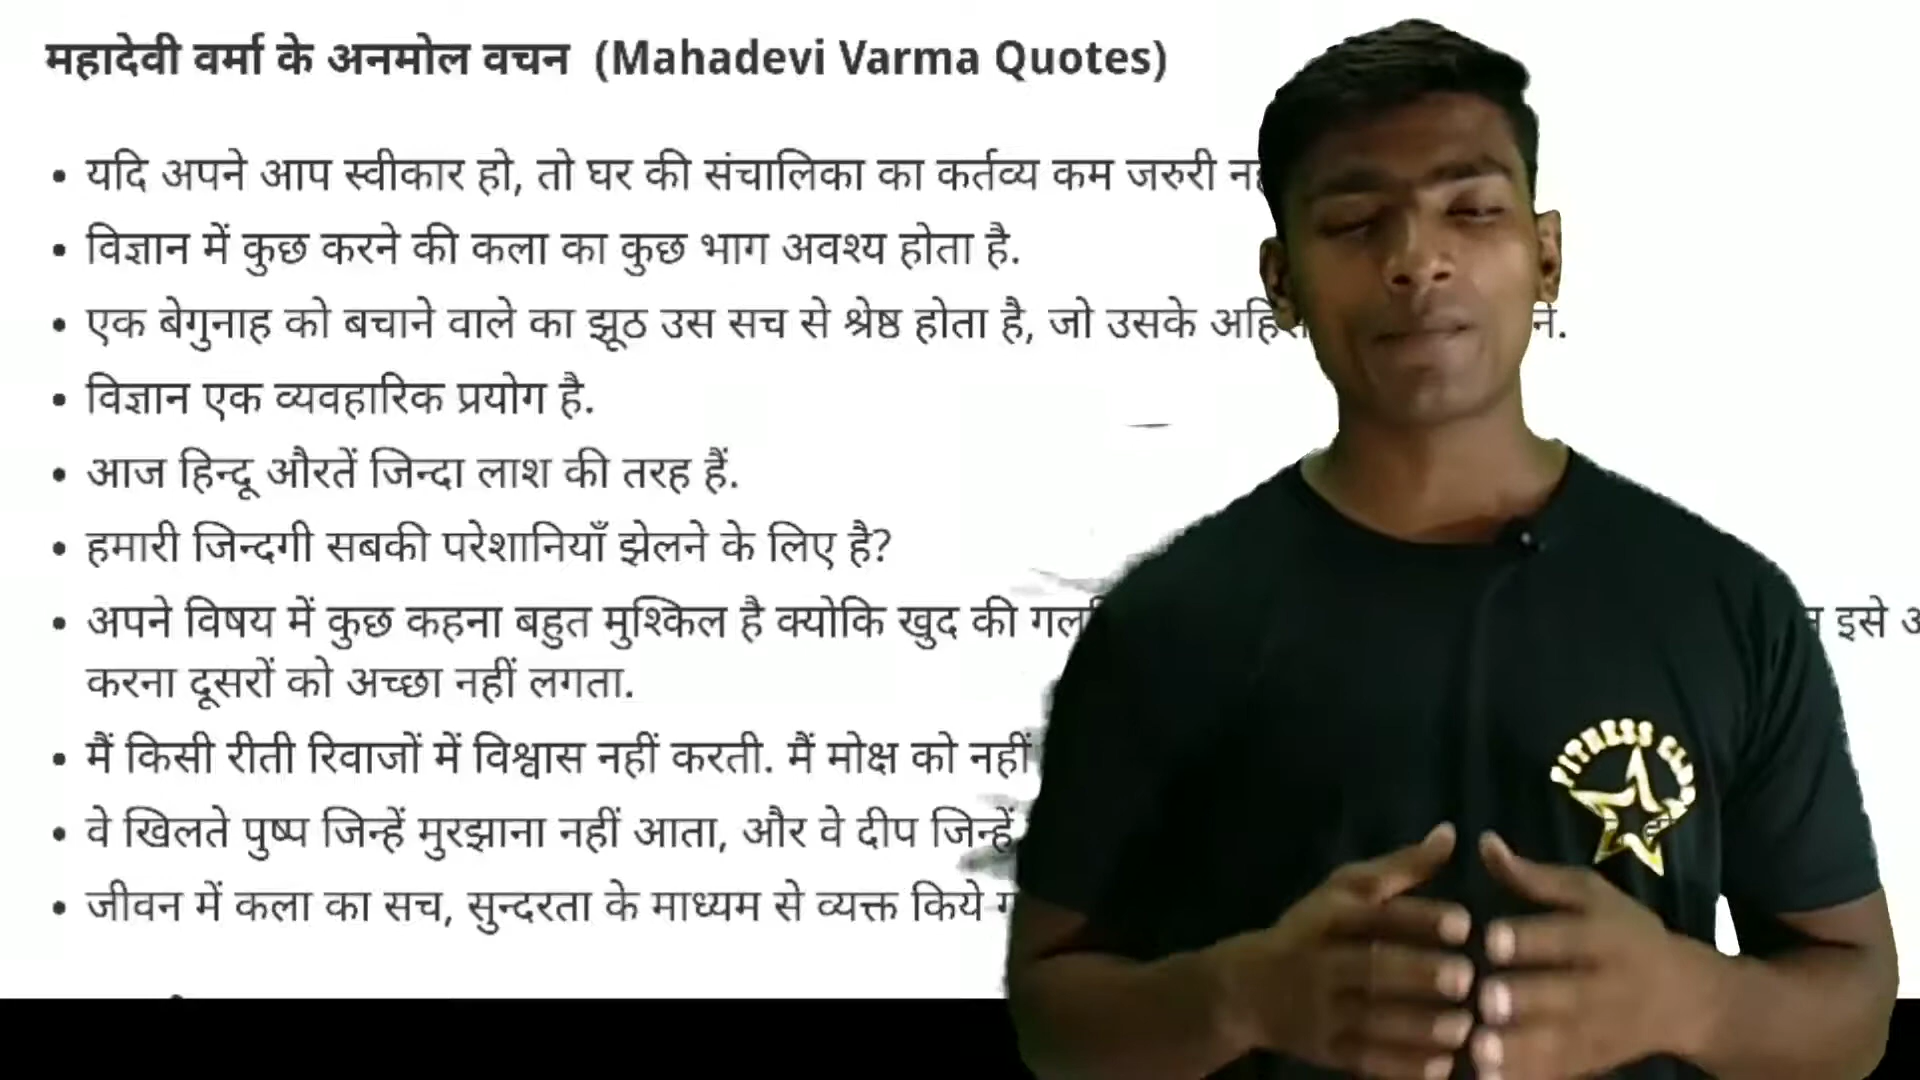 महादेवी वर्मा के अनमोल वचन (Mahadevi Varma Quotes)
• यदि अपने आप स्वीकार हो, तो घर की संचालिका का कर्तव्य कम जरुरी
• विज्ञान में कुछ करने की कला का कुछ भाग अवश्य होता है.
• एक बेगुनाह को बचाने वाले का झूठ उस सच से श्रेष्ठ होता है, जो उसके
• विज्ञान एक व्यवहारिक प्रयोग है.
• आज हिन्दू औरतें जिन्दा लाश की तरह हैं.
• हमारी जिन्दगी सबकी परेशानियाँ झेलने के लिए है?
• अपने विषय में कुछ कहना बहुत मुश्किल है क्योकि खुद की इसे
करना दूसरों को अच्छा नहीं लगता.
• मैं किसी रीती रिवाजों में विश्वास नहीं करती. मैं मोक्ष को नहीं
• वे खिलते पुष्प जिन्हें मुरझाना नहीं आता, और वे दीप जिन्हें
• जीवन में कला का सच, सुन्दरता के माध्यम से व्यक्त किये
FITNESS CLUB